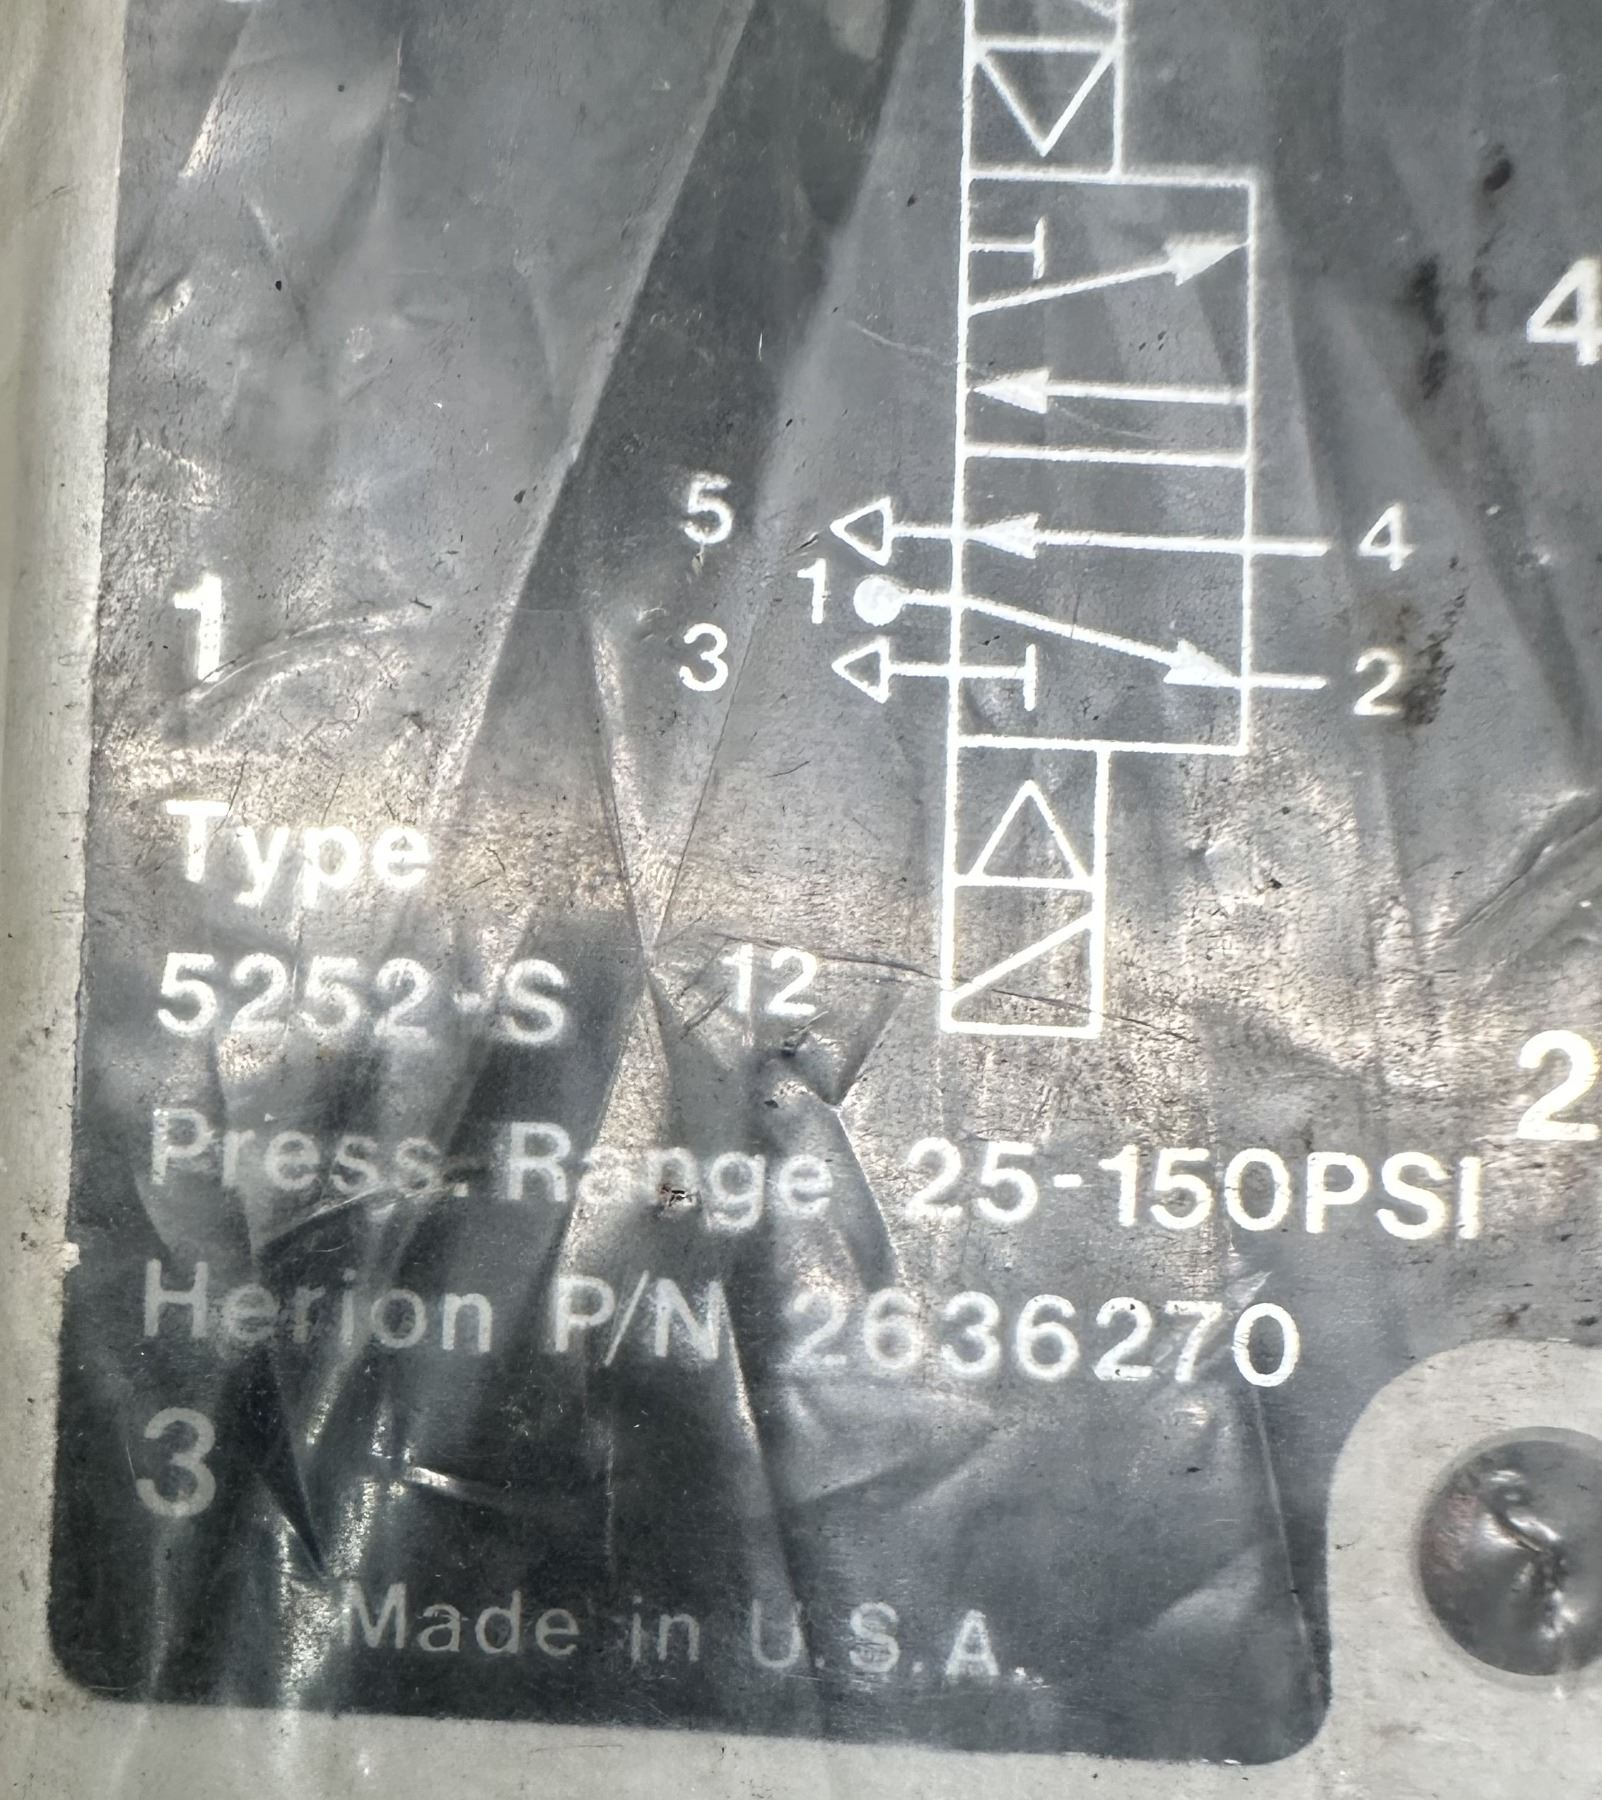 4
5 4
1
1
3 2
Type
5252-S 12
2
Press. Range 25-150PSI
Herion P/N 2636270
3
Made in U.S.A.